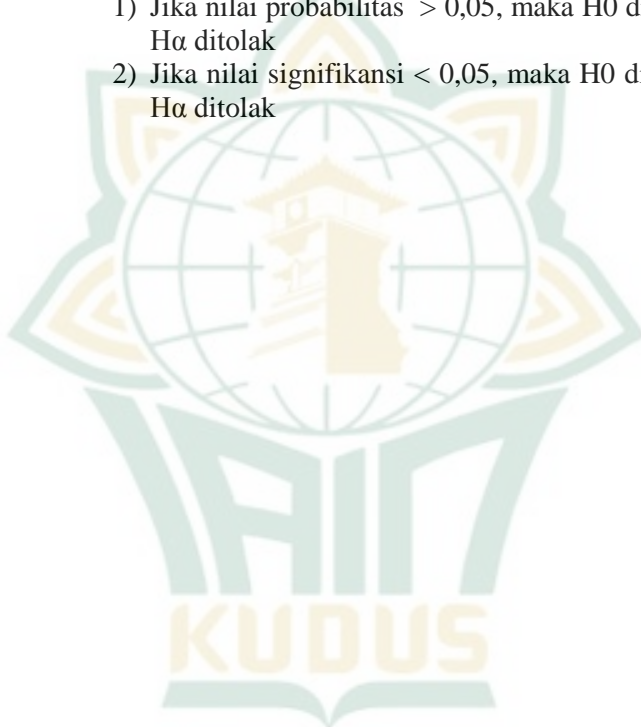 1) Jika nilai probabilitas > 0,05, maka H0 d
Hα ditolak
2) Jika nilai signifikansi < 0,05, maka H0 d
Hα ditolak
IAIN
KUDUS